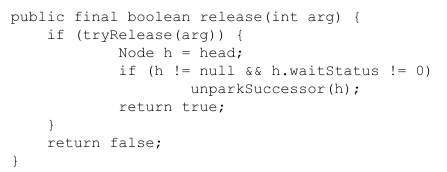 public final boolean release(int arg) {
    if (tryRelease(arg)) {
            Node h = head;
            if (h != null && h.waitStatus != 0)
                    unparkSuccessor(h);
            return true;
    }
    return false;
}